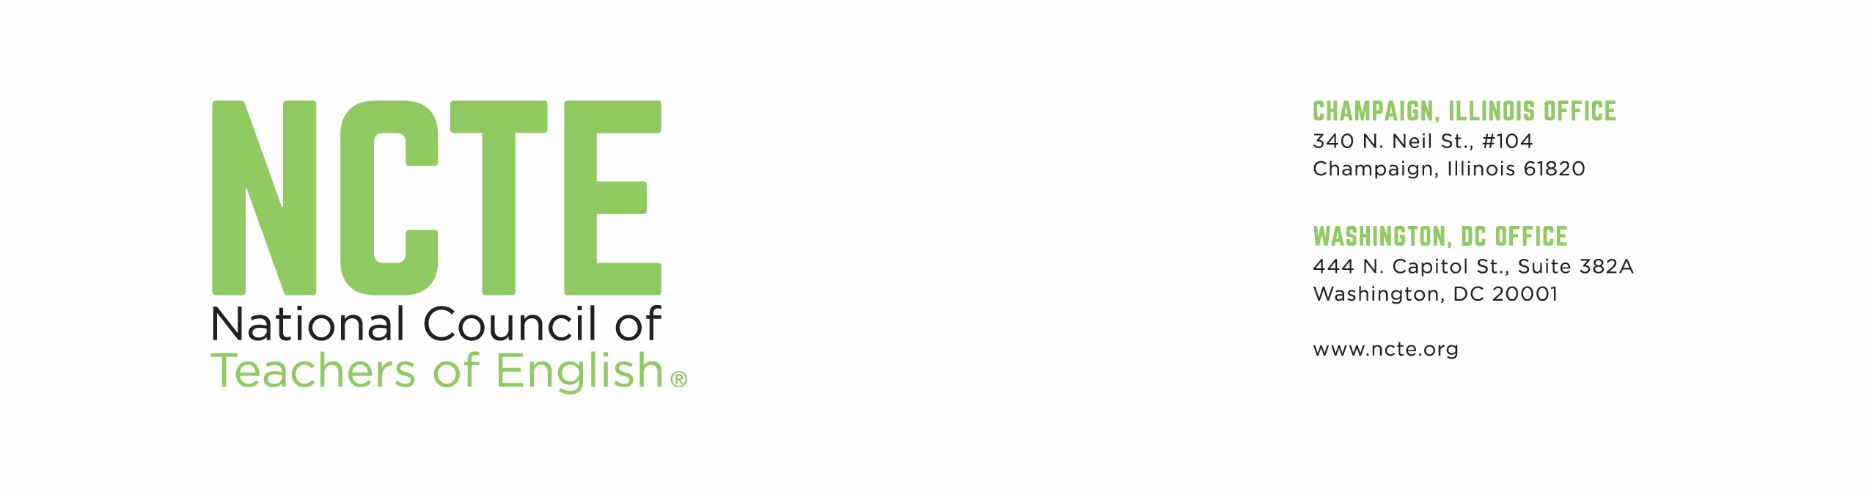 NCTE
National Council of
Teachers of English®
CHAMPAIGN, ILLINOIS OFFICE
340 N. Neil St., #104
Champaign, Illinois 61820
WASHINGTON, DC OFFICE
444 N. Capitol St., Suite 382A
Washington, DC 20001
www.ncte.org